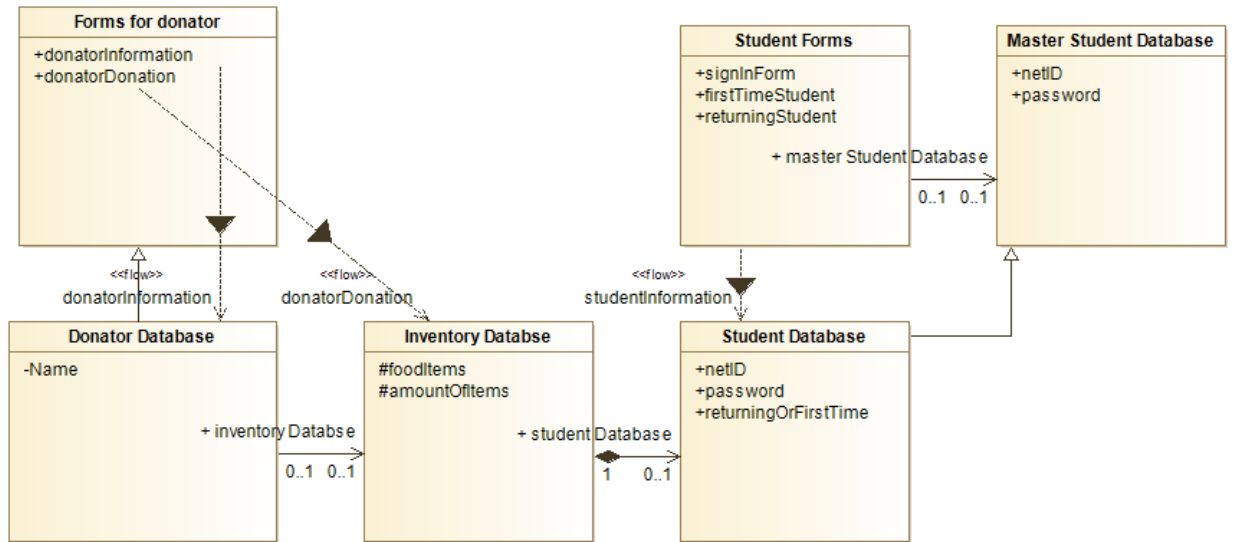 Forms for donator
+donatorInformation
+donatorDonation
Student Forms
+signInForm
+firstTimeStudent
+returningStudent
Master Student Database
+netID
+password
+ master Student Database
0..1 0..1
<<flow>>
donatorInformation
<<flow>>
donatorDonation
<<flow>>
studentInformation
Donator Database
-Name
Inventory Databse
#foodItems
#amountOfItems
Student Database
+netID
+password
+returningOrFirstTime
+ inventory Databse
0..1 0..1
+ student Database
1 0..1